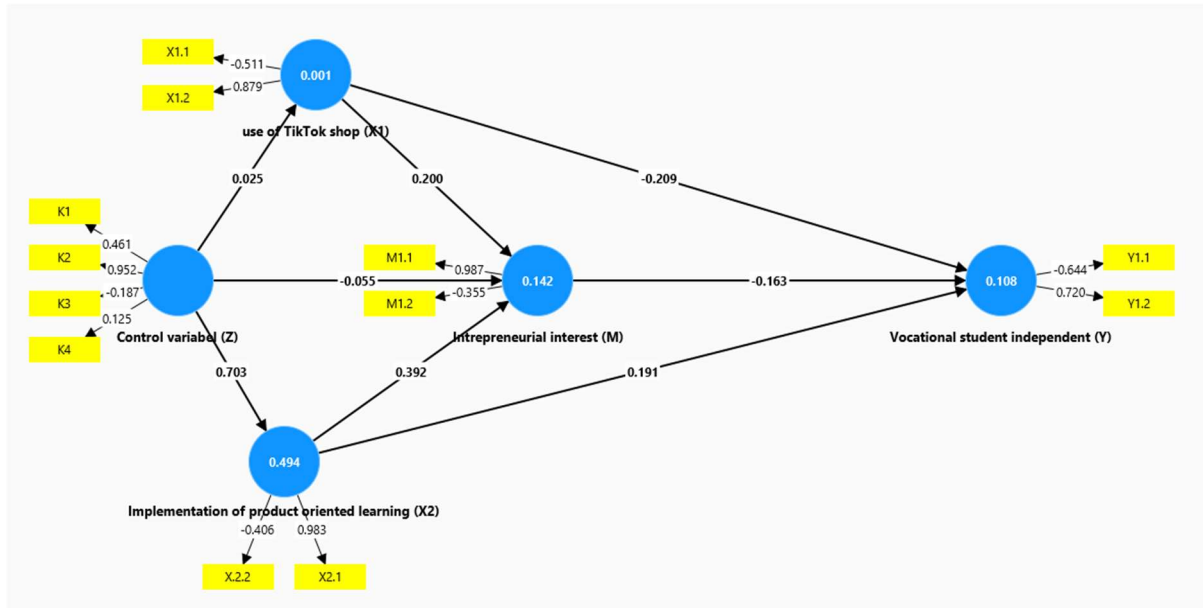 X1.1
-0.511
0.001
X1.2
0.879
use of TikTok shop (X1)
0.025
0.200
-0.209
K1
0.461
K2
0.952
M1.1
0.987
Y1.1
-0.644
-0.055
0.142
-0.163
0.108
K3
-0.187
M1.2
-0.355
Y1.2
0.720
0.125
K4
Control variabel (Z)
Intrepreneurial interest (M)
Vocational student independent (Y)
0.703
0.392
0.191
0.494
Implementation of product oriented learning (X2)
-0.406
0.983
X.2.2
X2.1